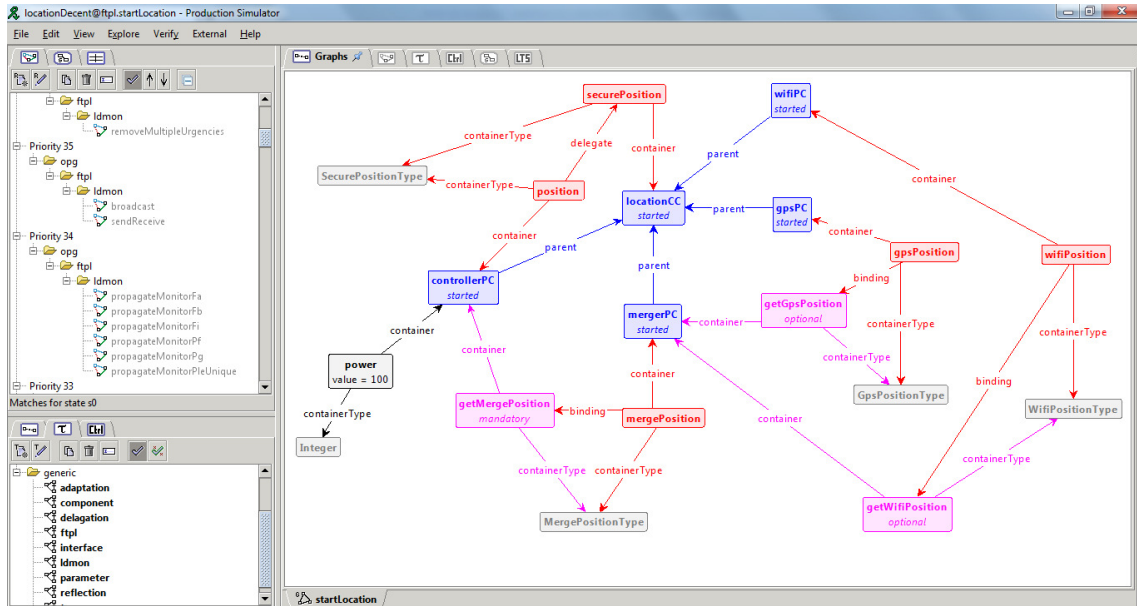 locationDecent@ftpl.startLocation - Production Simulator
File Edit View Explore Verify External Help
Graphs τ Ctrl LTS
ftpl
ldmon
removeMultipleUrgencies
Priority 35
opg
ftpl
ldmon
broadcast
sendReceive
Priority 34
opg
ftpl
ldmon
propagateMonitorFa
propagateMonitorFb
propagateMonitorFi
propagateMonitorPf
propagateMonitorPg
propagateMonitorPleUnique
Priority 33
Matches for state s0
τ Ctrl
generic
adaptation
component
delagation
ftpl
interface
ldmon
parameter
reflection
securePosition
wifiPC
started
containerType
delegate
container
parent
container
SecurePositionType
containerType
position
locationCC
started
parent
gpsPC
started
container
container
parent
parent
gpsPosition
wifiPosition
controllerPC
started
binding
getGpsPosition
optional
mergerPC
started
container
containerType
containerType
container
container
containerType
power
value = 100
container
binding
GpsPositionType
containerType
getMergePosition
mandatory
binding
mergePosition
container
WifiPositionType
Integer
containerType
containerType
containerType
getWifiPosition
optional
MergePositionType
startLocation